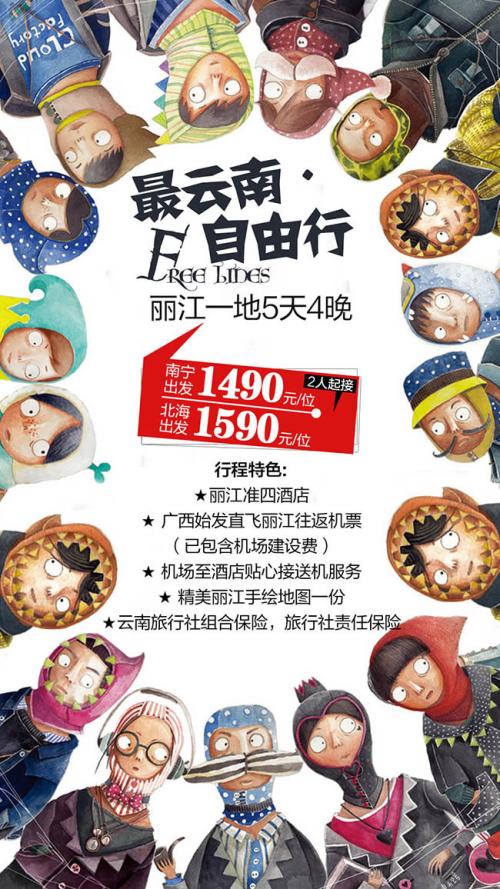 Cloud
Factory
最云南·
自由行
FREE LINES
丽江一地5天4晚
南宁出发 1490元/位
2人起接
北海出发 1590元/位
行程特色:
★丽江准四酒店
★ 广西始发直飞丽江往返机票
（已包含机场建设费）
★ 机场至酒店贴心接送机服务
★ 精美丽江手绘地图一份
★云南旅行社组合保险，旅行社责任保险